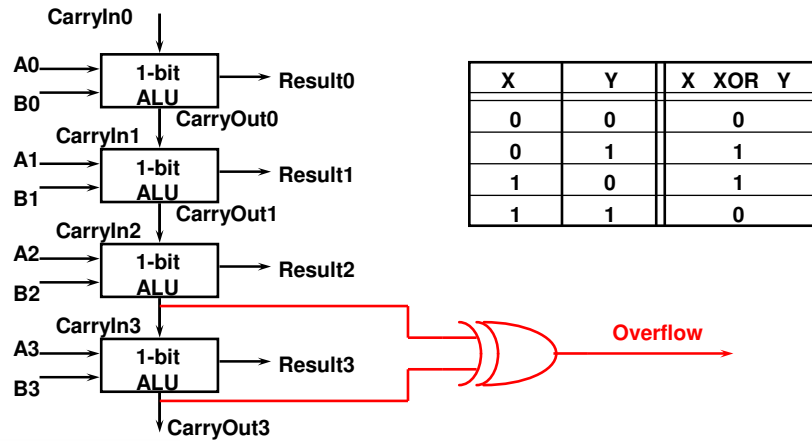 CarryIn0
A0
B0
1-bit
ALU
Result0
CarryOut0
CarryIn1
A1
B1
1-bit
ALU
Result1
CarryOut1
CarryIn2
A2
B2
1-bit
ALU
Result2
CarryIn3
A3
B3
1-bit
ALU
Result3
CarryOut3
Overflow
X Y X XOR Y
0 0 0
0 1 1
1 0 1
1 1 0